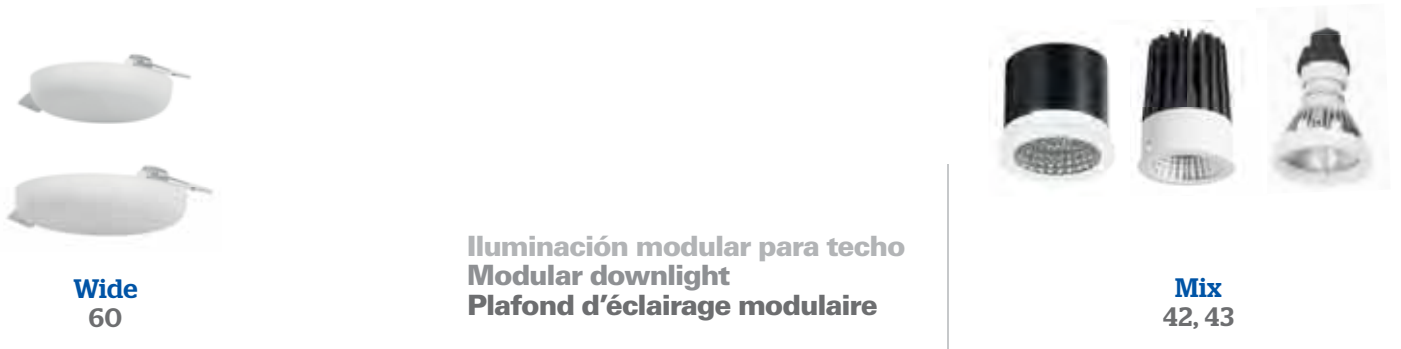 Wide
60
Iluminación modular para techo
Modular downlight
Plafond d’éclairage modulaire
Mix
42, 43